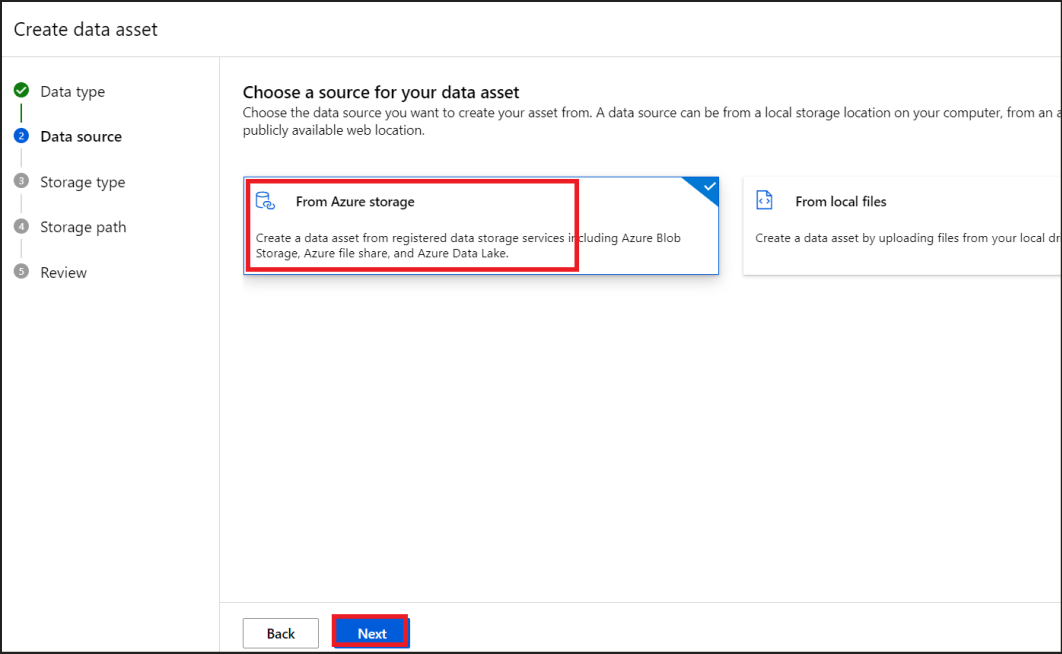 Create data asset
Data type
2 Data source
3 Storage type
4 Storage path
5 Review
Choose a source for your data asset
Choose the data source you want to create your asset from. A data source can be from a local storage location on your computer, from an a
publicly available web location.
From Azure storage
Create a data asset from registered data storage services including Azure Blob
Storage, Azure file share, and Azure Data Lake.
From local files
Create a data asset by uploading files from your local dr
Back
Next